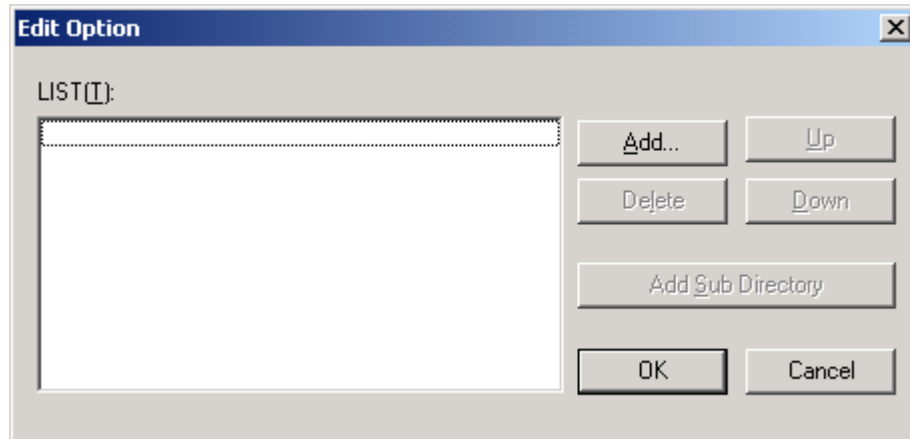 Edit Option
LIST(T):
Add...
Up
Delete
Down
Add Sub Directory
OK
Cancel